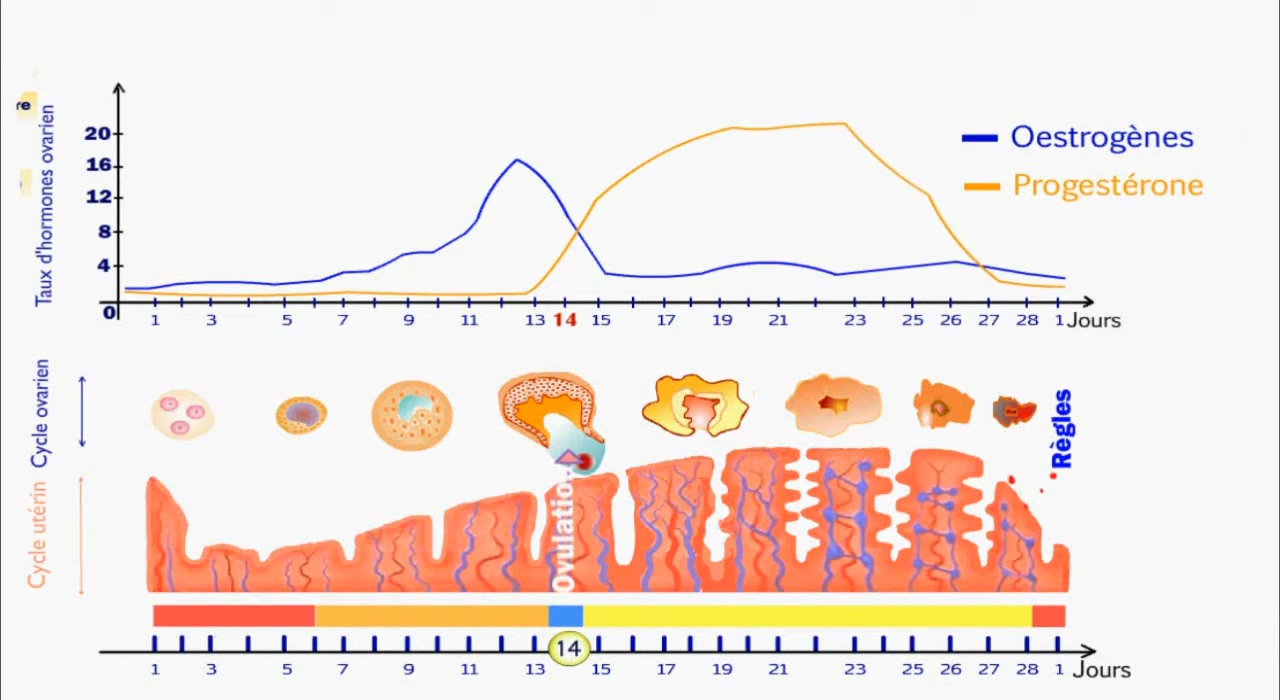 re
Taux d'hormones ovarien
20
16
12
8
4
0
1 3 5 7 9 11 13 14 15 17 19 21 23 25 26 27 28 1 Jours
Oestrogènes
Progestérone
Cycle ovarien
Cycle utérin
Ovulation
Règles
14
1 3 5 7 9 11 13 15 17 19 21 23 25 26 27 28 1 Jours